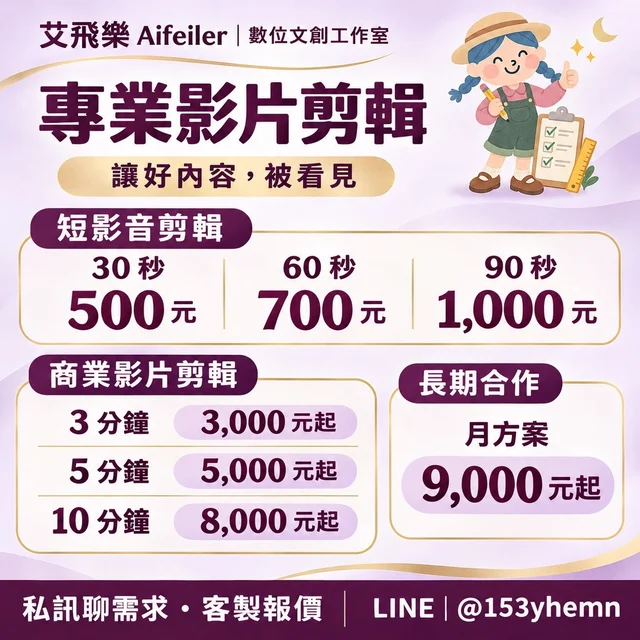 艾飛樂 Aifeiler | 數位文創工作室
專業影片剪輯
讓好內容，被看見
短影音剪輯
30 秒
500 元
60 秒
700 元
90 秒
1,000 元
商業影片剪輯
3 分鐘 3,000 元起
5 分鐘 5,000 元起
10 分鐘 8,000 元起
長期合作
月方案
9,000 元起
私訊聊需求・客製報價 | LINE | @153yhemn